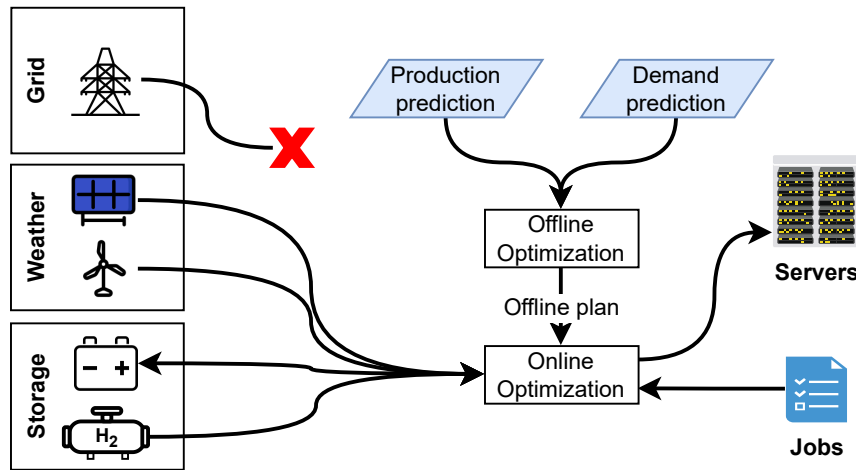 Grid
Production
prediction
Demand
prediction
X
Weather
Offline
Optimization
Servers
Offline plan
Storage
− +
Online
Optimization
H2
Jobs